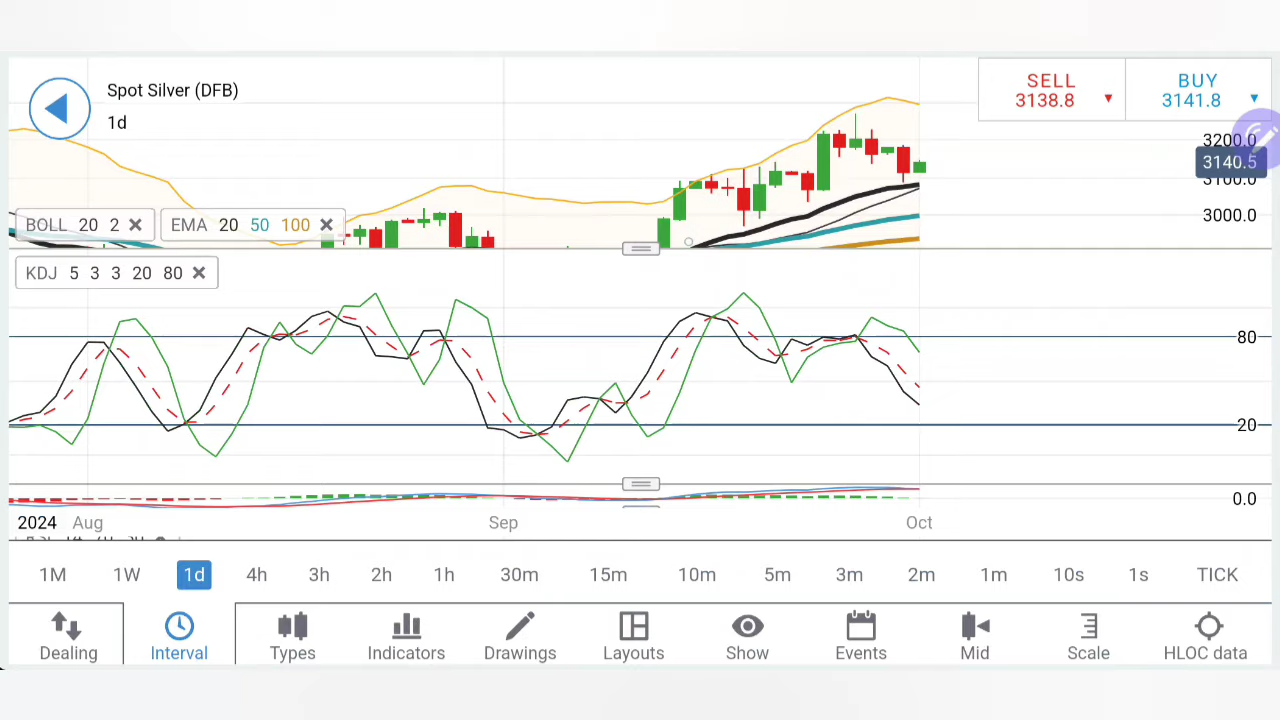 Spot Silver (DFB)
1d
SELL
3138.8
BUY
3141.8
3200.0
3140.5
3100.0
3000.0
BOLL 20 2
EMA 20 50 100
KDJ 5 3 3 20 80
80
20
0.0
2024 Aug Sep Oct
1M 1W 1d 4h 3h 2h 1h 30m 15m 10m 5m 3m 2m 1m 10s 1s TICK
Dealing Interval Types Indicators Drawings Layouts Show Events Mid Scale HLOC data